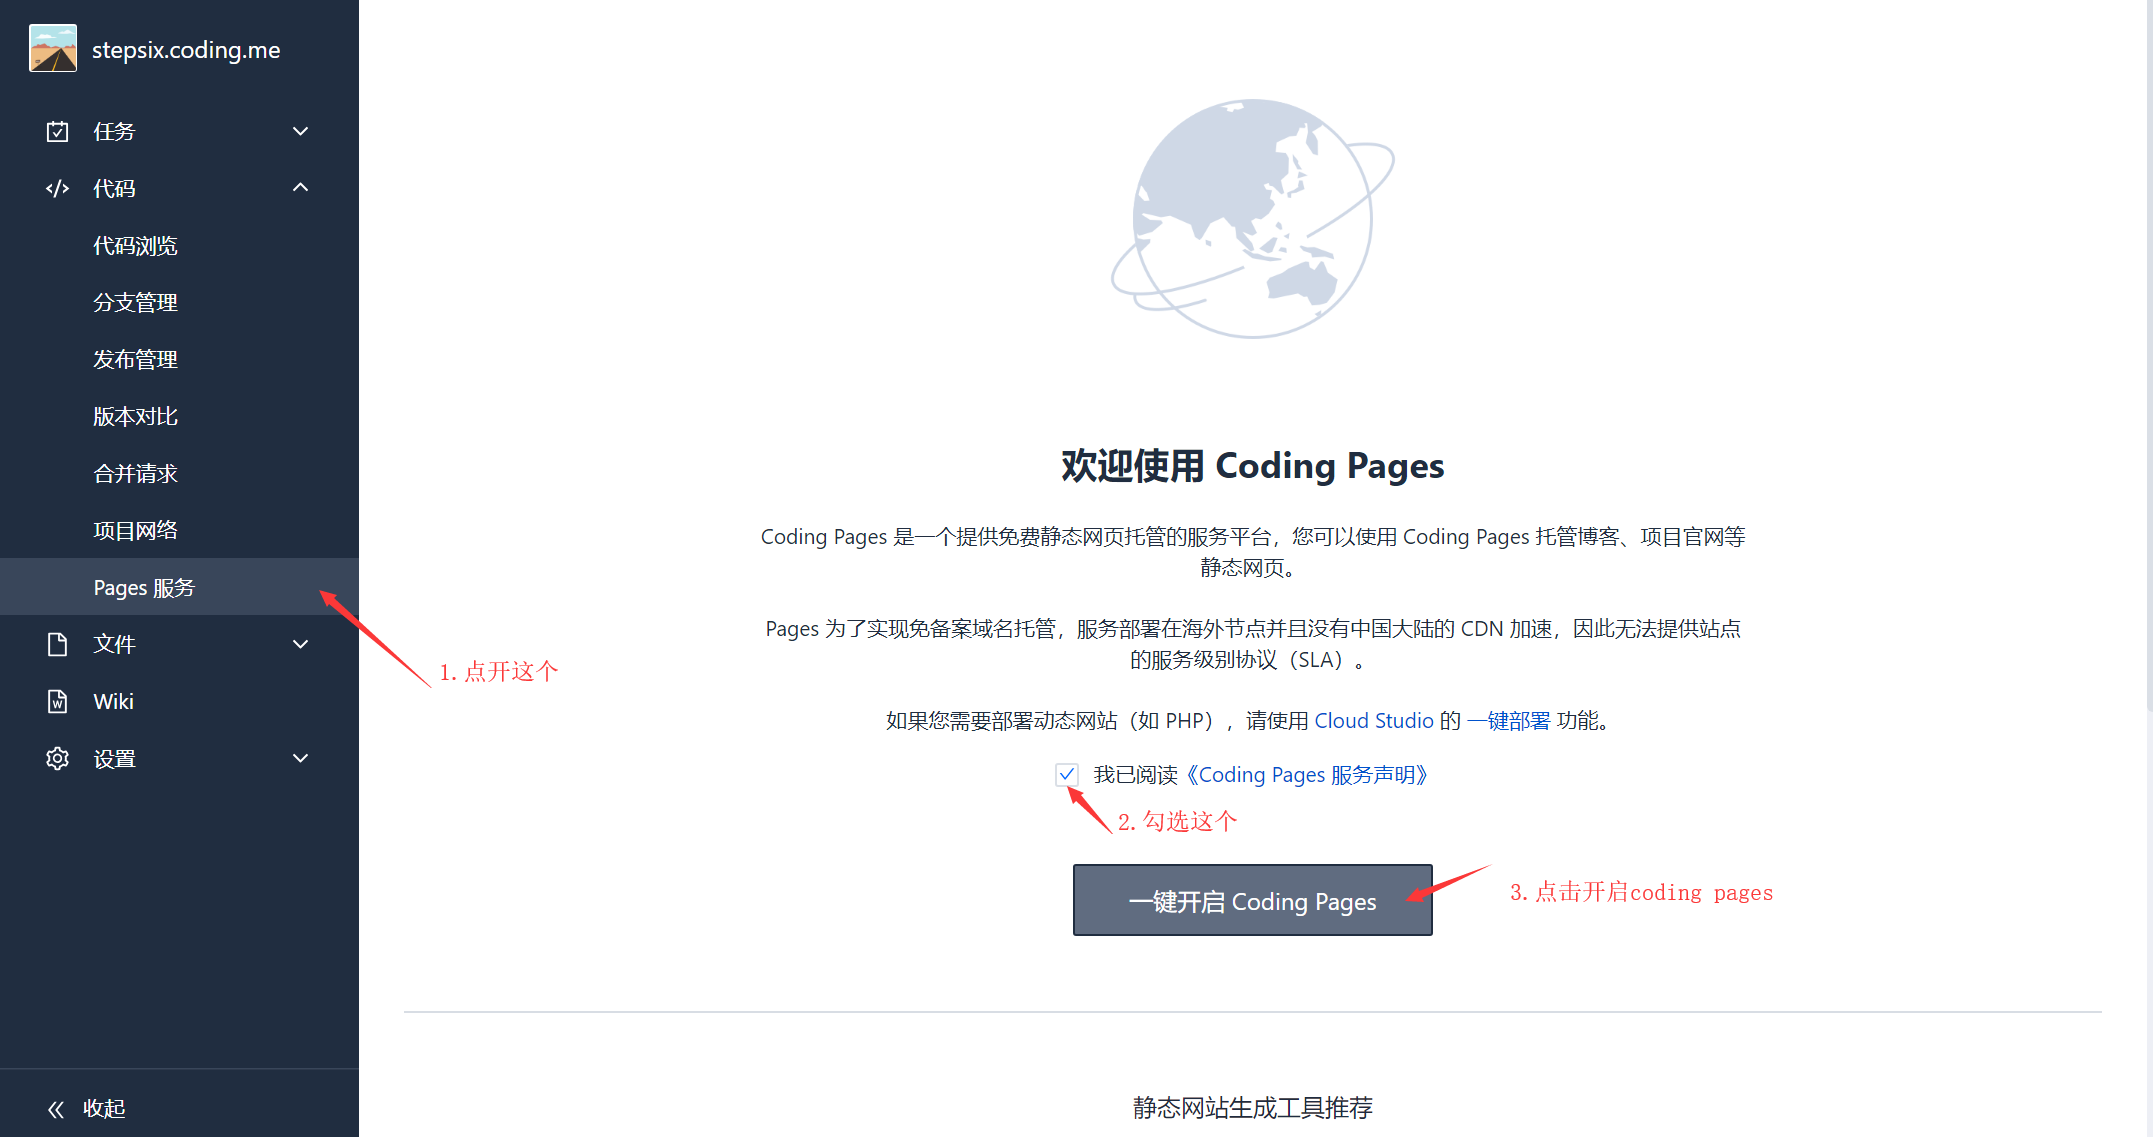 stepsix.coding.me
任务
代码
代码浏览
分支管理
发布管理
版本对比
合并请求
项目网络
Pages 服务
文件
Wiki
设置
收起
1.点开这个
欢迎使用 Coding Pages
Coding Pages 是一个提供免费静态网页托管的服务平台，您可以使用 Coding Pages 托管博客、项目官网等
静态网页。
Pages 为了实现免备案域名托管，服务部署在海外节点并且没有中国大陆的 CDN 加速，因此无法提供站点
的服务级别协议（SLA）。
如果您需要部署动态网站（如 PHP），请使用 Cloud Studio 的 一键部署 功能。
我已阅读《Coding Pages 服务声明》
2.勾选这个
一键开启 Coding Pages
3.点击开启coding pages
静态网站生成工具推荐